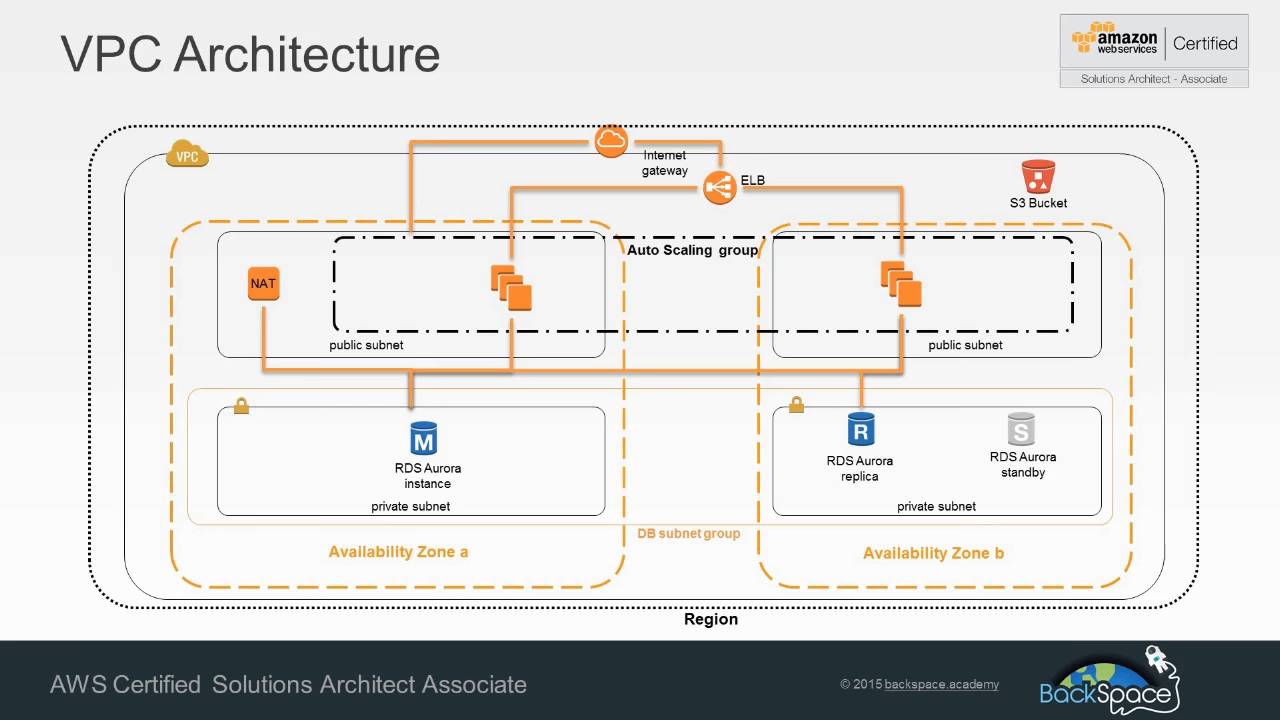 VPC Architecture
amazon
web services
Certified
Solutions Architect - Associate
VPC
Internet
gateway
ELB
S3 Bucket
Auto Scaling group
NAT
public subnet
public subnet
M
RDS Aurora
instance
private subnet
R
RDS Aurora
replica
S
RDS Aurora
standby
private subnet
DB subnet group
Availability Zone a
Availability Zone b
Region
AWS Certified Solutions Architect Associate
© 2015 backspace.academy
BackSpace